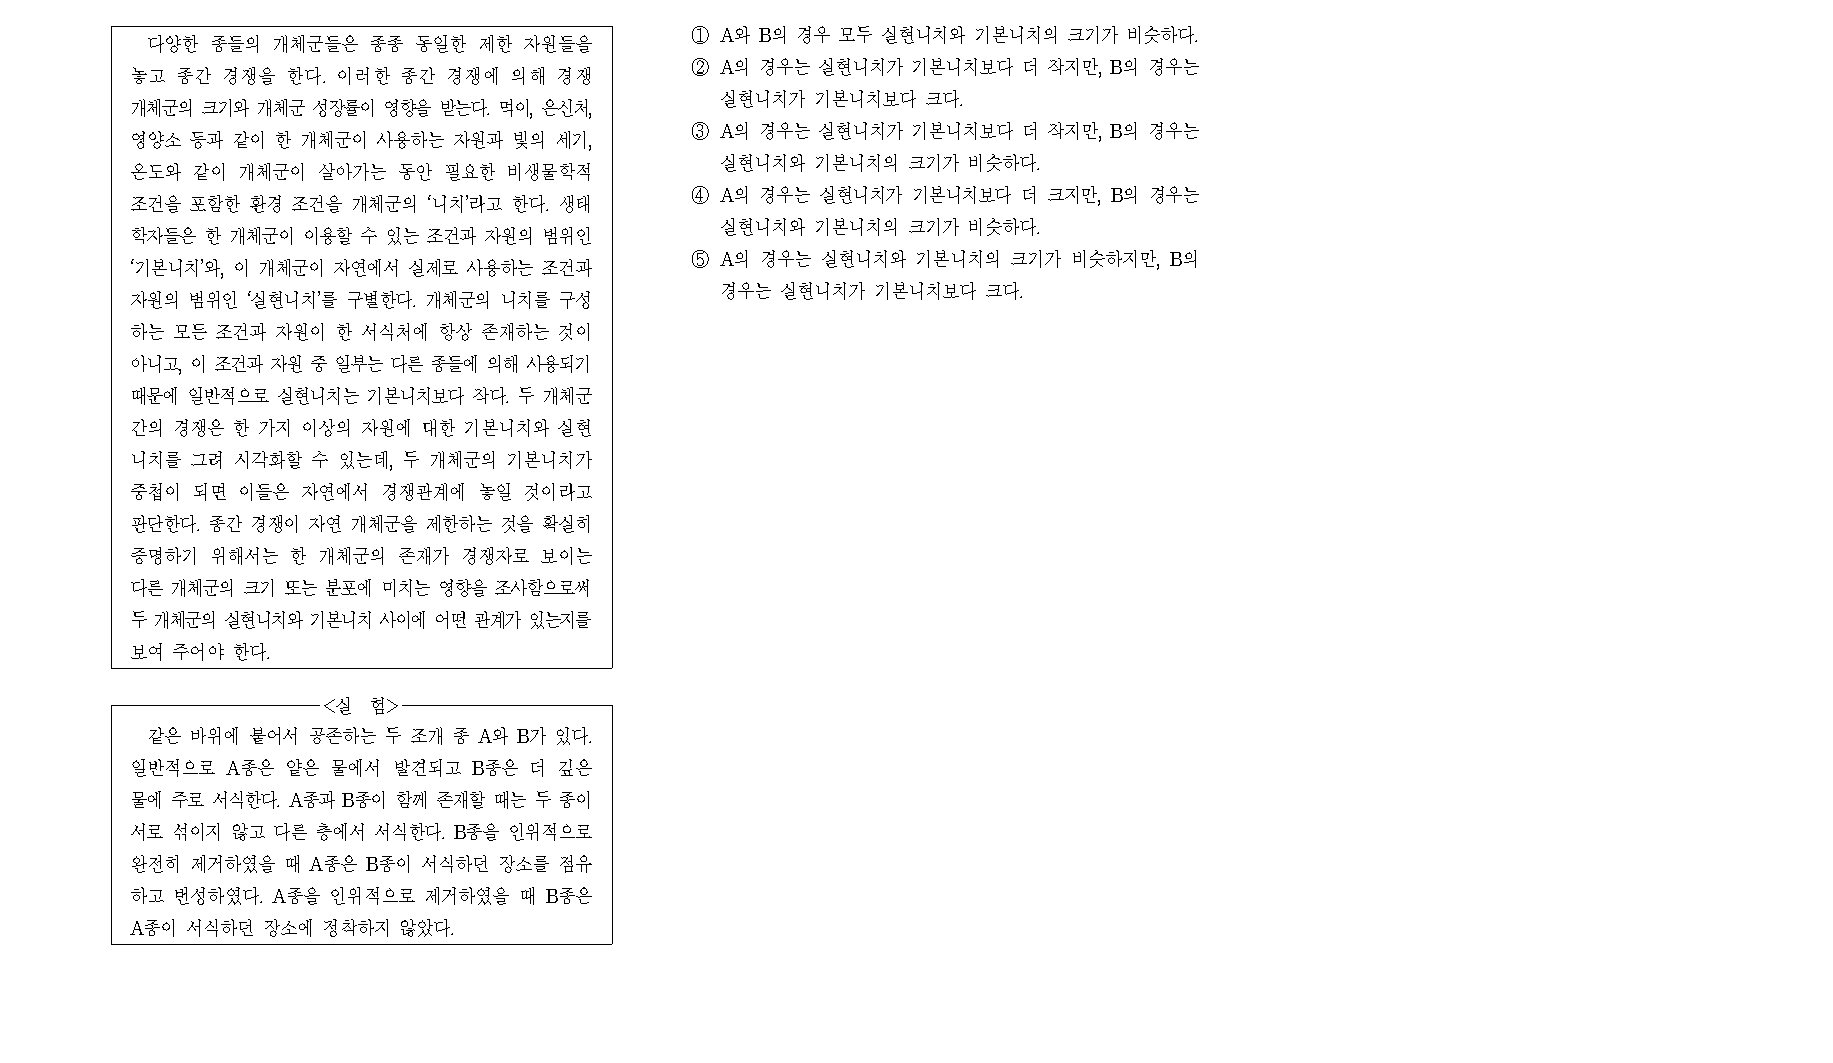 다양한 종들의 개체군들은 종종 동일한 제한 자원들을
놓고 종간 경쟁을 한다. 이러한 종간 경쟁에 의해 경쟁
개체군의 크기와 개체군 성장률이 영향을 받는다. 먹이, 은신처,
영양소 등과 같이 한 개체군이 사용하는 자원과 빛의 세기,
온도와 같이 개체군이 살아가는 동안 필요한 비생물학적
조건을 포함한 환경 조건을 개체군의 ‘니치’라고 한다. 생태
학자들은 한 개체군이 이용할 수 있는 조건과 자원의 범위인
‘기본니치’와, 이 개체군이 자연에서 실제로 사용하는 조건과
자원의 범위인 ‘실현니치’를 구별한다. 개체군의 니치를 구성
하는 모든 조건과 자원이 한 서식처에 항상 존재하는 것이
아니고, 이 조건과 자원 중 일부는 다른 종들에 의해 사용되기
때문에 일반적으로 실현니치는 기본니치보다 작다. 두 개체군
간의 경쟁은 한 가지 이상의 자원에 대한 기본니치와 실현
니치를 그려 시각화할 수 있는데, 두 개체군의 기본니치가
중첩이 되면 이들은 자연에서 경쟁관계에 놓일 것이라고
판단한다. 종간 경쟁이 자연 개체군을 제한하는 것을 확실히
증명하기 위해서는 한 개체군의 존재가 경쟁자로 보이는
다른 개체군의 크기 또는 분포에 미치는 영향을 조사함으로써
두 개체군의 실현니치와 기본니치 사이에 어떤 관계가 있는지를
보여 주어야 한다.
<실 험>
같은 바위에 붙어서 공존하는 두 조개 종 A와 B가 있다.
일반적으로 A종은 얕은 물에서 발견되고 B종은 더 깊은
물에 주로 서식한다. A종과 B종이 함께 존재할 때는 두 종이
서로 섞이지 않고 다른 층에서 서식한다. B종을 인위적으로
완전히 제거하였을 때 A종은 B종이 서식하던 장소를 점유
하고 번성하였다. A종을 인위적으로 제거하였을 때 B종은
A종이 서식하던 장소에 정착하지 않았다.
① A와 B의 경우 모두 실현니치와 기본니치의 크기가 비슷하다.
② A의 경우는 실현니치가 기본니치보다 더 작지만, B의 경우는
실현니치가 기본니치보다 크다.
③ A의 경우는 실현니치가 기본니치보다 더 작지만, B의 경우는
실현니치와 기본니치의 크기가 비슷하다.
④ A의 경우는 실현니치가 기본니치보다 더 크지만, B의 경우는
실현니치와 기본니치의 크기가 비슷하다.
⑤ A의 경우는 실현니치와 기본니치의 크기가 비슷하지만, B의
경우는 실현니치가 기본니치보다 크다.